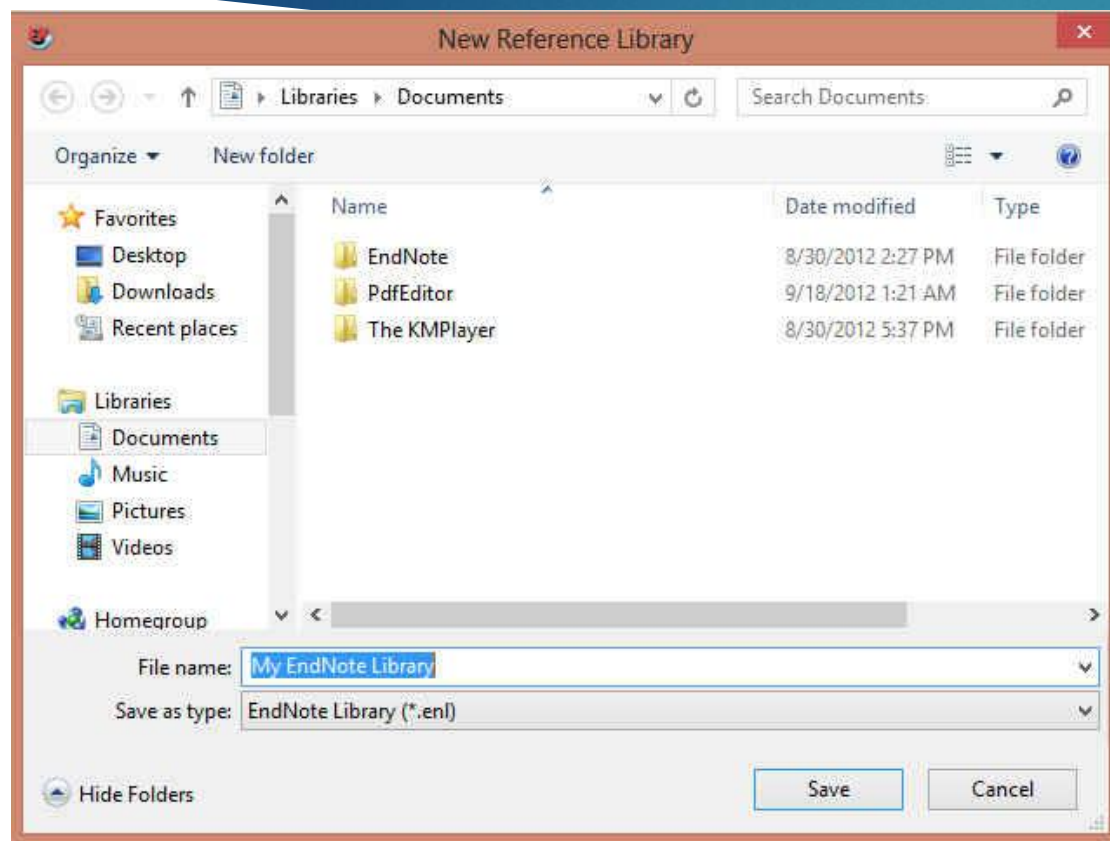 New Reference Library
Libraries Documents Search Documents
Organize New folder
Name Date modified Type
Favorites
Desktop
Downloads
Recent places
Libraries
Documents
Music
Pictures
Videos
Homegroup
EndNote 8/30/2012 2:27 PM File folder
PdfEditor 9/18/2012 1:21 AM File folder
The KMPlayer 8/30/2012 5:37 PM File folder
File name: My EndNote Library
Save as type: EndNote Library (*.enl)
Hide Folders Save Cancel